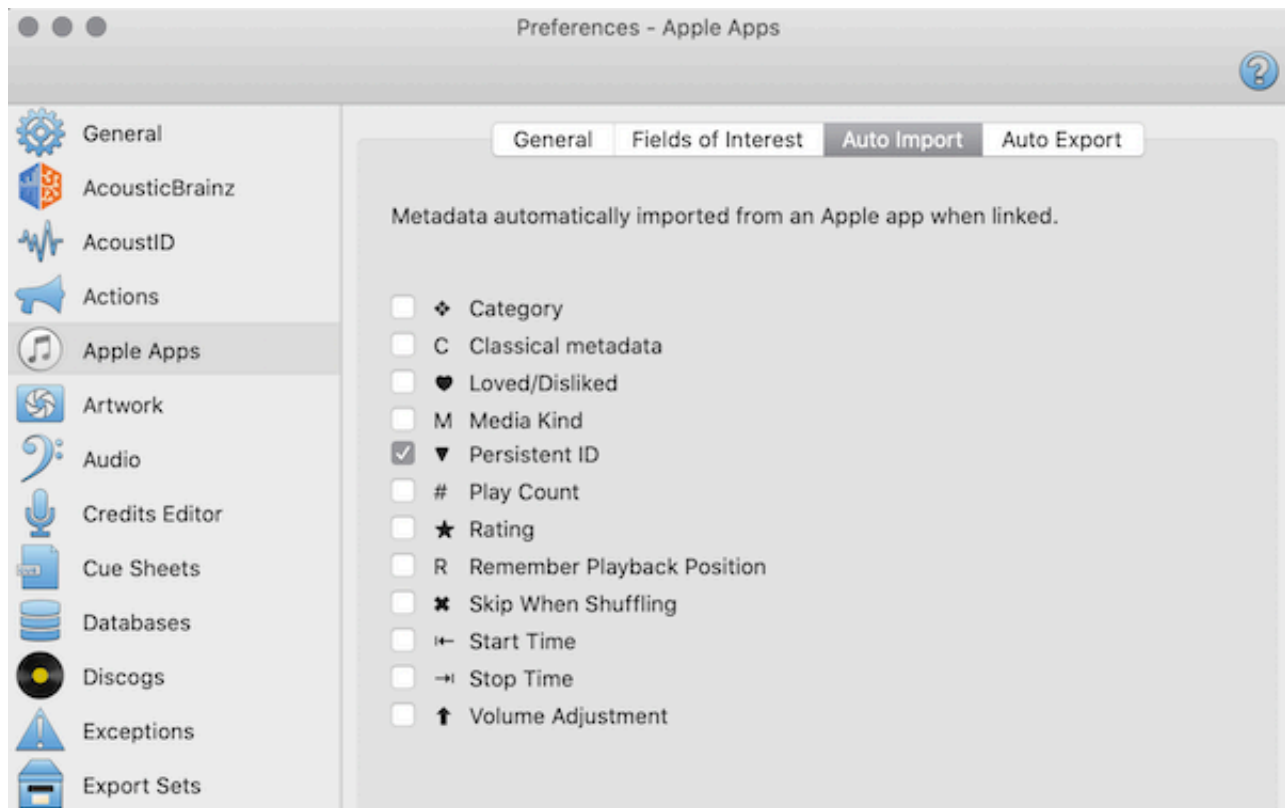 Preferences - Apple Apps
General
AcousticBrainz
AcoustID
Actions
Apple Apps
Artwork
Audio
Credits Editor
Cue Sheets
Databases
Discogs
Exceptions
Export Sets
General Fields of Interest Auto Import Auto Export
Metadata automatically imported from an Apple app when linked.
❖ Category
C Classical metadata
♥ Loved/Disliked
M Media Kind
▼ Persistent ID
# Play Count
★ Rating
R Remember Playback Position
✖ Skip When Shuffling
⇤ Start Time
⇥ Stop Time
⬆ Volume Adjustment